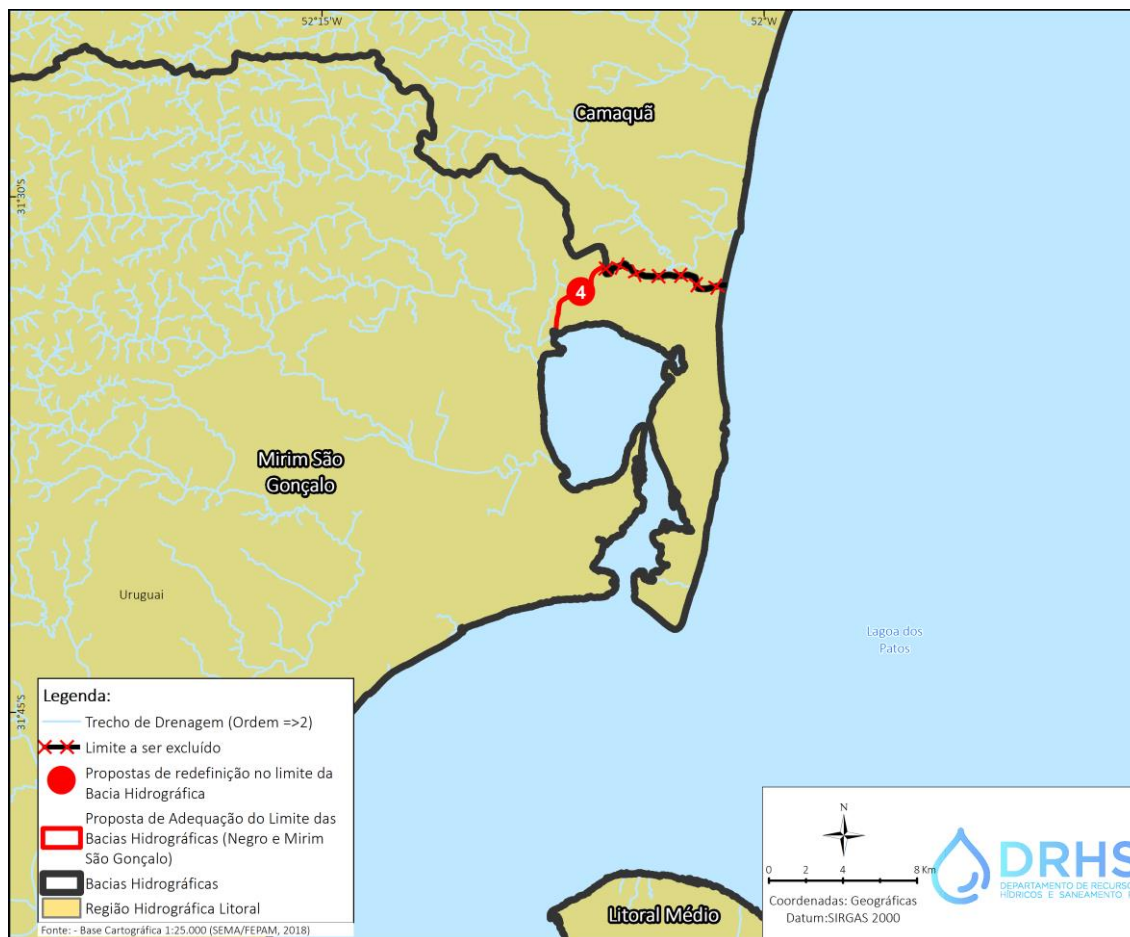 52°15'W
52°W
Camaquã
31°30'S
4
Mirim São
Gonçalo
Uruguai
Lagoa dos
Patos
31°45'S
Legenda:
Trecho de Drenagem (Ordem =>2)
Limite a ser excluído
Propostas de redefinição no limite da
Bacia Hidrográfica
Proposta de Adequação do Limite das
Bacias Hidrográficas (Negro e Mirim
São Gonçalo)
Bacias Hidrográficas
Região Hidrográfica Litoral
Fonte: - Base Cartográfica 1:25.000 (SEMA/FEPAM, 2018)
Litoral Médio
N
0 2 4 8 Km
Coordenadas: Geográficas
Datum:SIRGAS 2000
DRHS
DEPARTAMENTO DE RECURSO
HÍDRICOS E SANEAMENTO